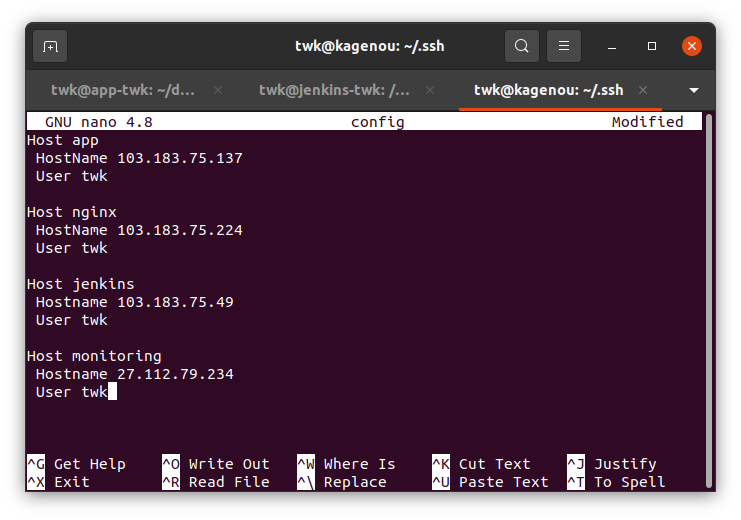 twk@kagenou: ~/.ssh
twk@app-twk: ~/d...
twk@jenkins-twk: /...
twk@kagenou: ~/.ssh
GNU nano 4.8 config Modified
Host app
HostName 103.183.75.137
User twk
Host nginx
HostName 103.183.75.224
User twk
Host jenkins
Hostname 103.183.75.49
User twk
Host monitoring
Hostname 27.112.79.234
User twk
^G Get Help ^O Write Out ^W Where Is ^K Cut Text ^J Justify
^X Exit ^R Read File ^\ Replace ^U Paste Text ^T To Spell